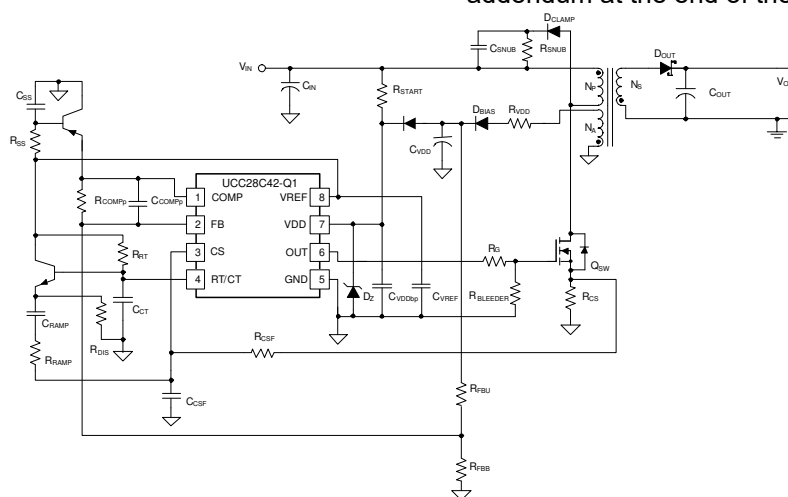 addendum at the end of the
DCLAMP
CSNUB
RSNUB
VIN
CIN
RSTART
NP
NS
DOUT
COUT
CSS
DBIAS
RVDD
NA
RSS
CVDD
UCC28C42-Q1
RCOMPp
CCOMPp
1 COMP VREF 8
2 FB VDD 7
3 CS OUT 6
4 RT/CT GND 5
RRT
RG
QSW
CRAMP
CCT
DZ
CVDDbp
CVREF
RBLEEDER
RCS
RDIS
RRAMP
RCSF
CCSF
RFBU
RFBB